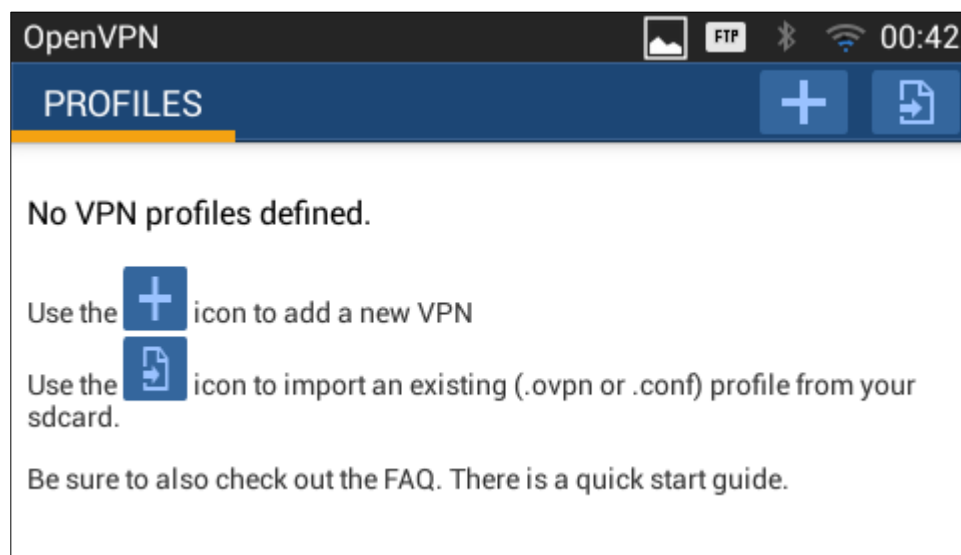 OpenVPN FTP 00:42
PROFILES
No VPN profiles defined.
Use the icon to add a new VPN
Use the icon to import an existing (.ovpn or .conf) profile from your
sdcard.
Be sure to also check out the FAQ. There is a quick start guide.